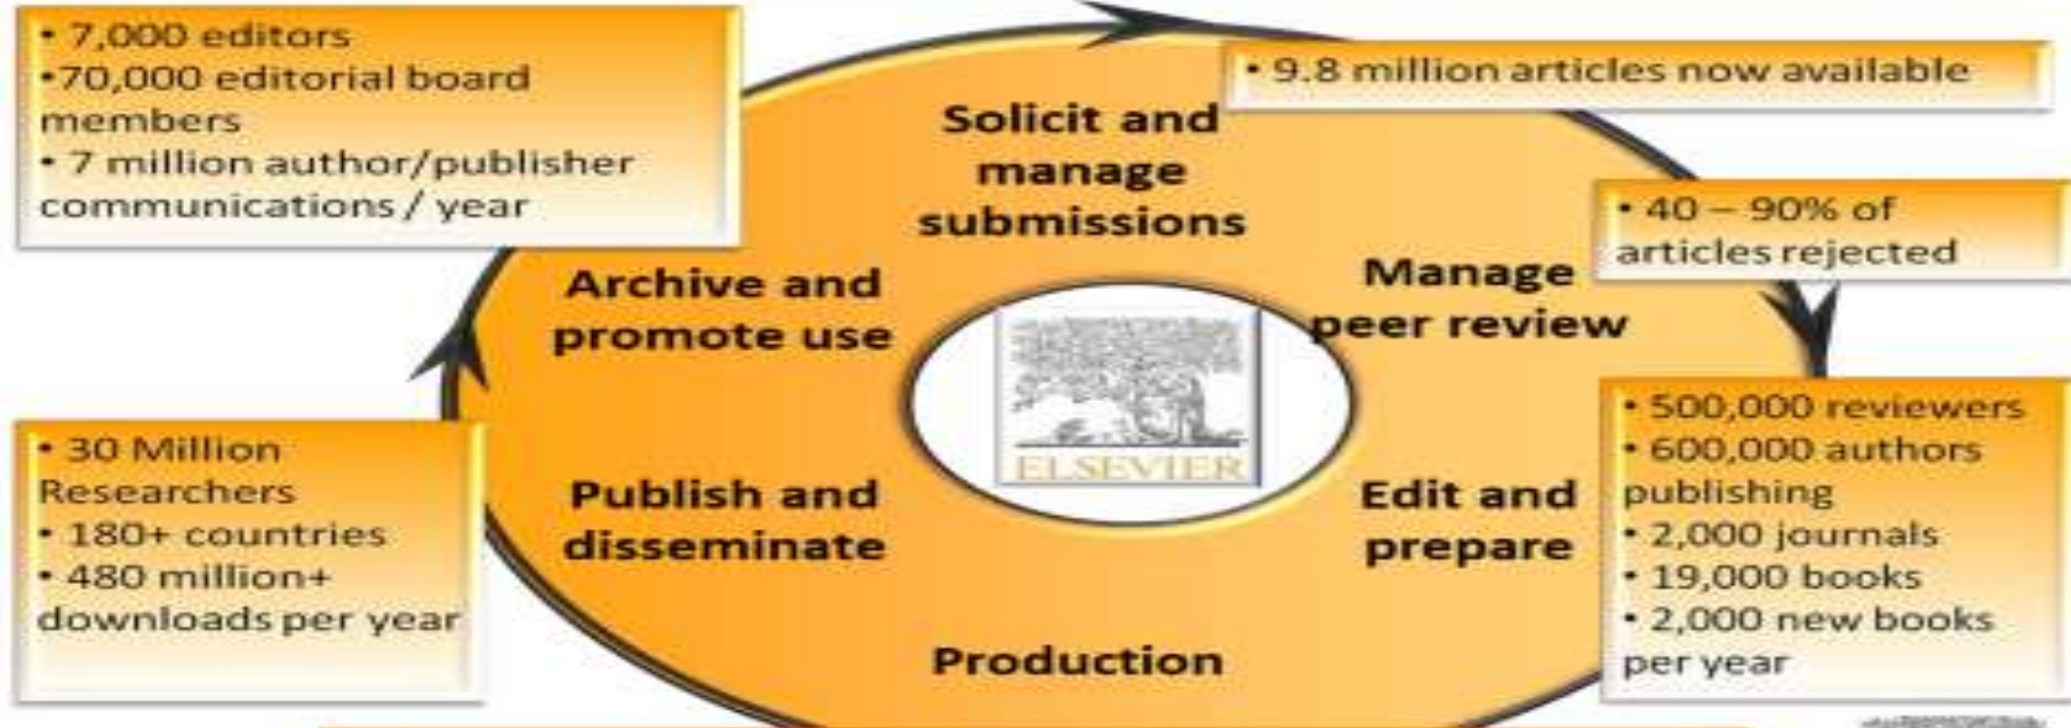 • 7,000 editors
•70,000 editorial board
members
• 7 million author/publisher
communications / year
• 9.8 million articles now available
Solicit and
manage
submissions
• 40 – 90% of
articles rejected
Manage
peer review
Archive and
promote use
ELSEVIER
• 500,000 reviewers
• 600,000 authors
publishing
• 2,000 journals
• 19,000 books
• 2,000 new books
per year
• 30 Million
Researchers
• 180+ countries
• 480 million+
downloads per year
Publish and
disseminate
Edit and
prepare
Production